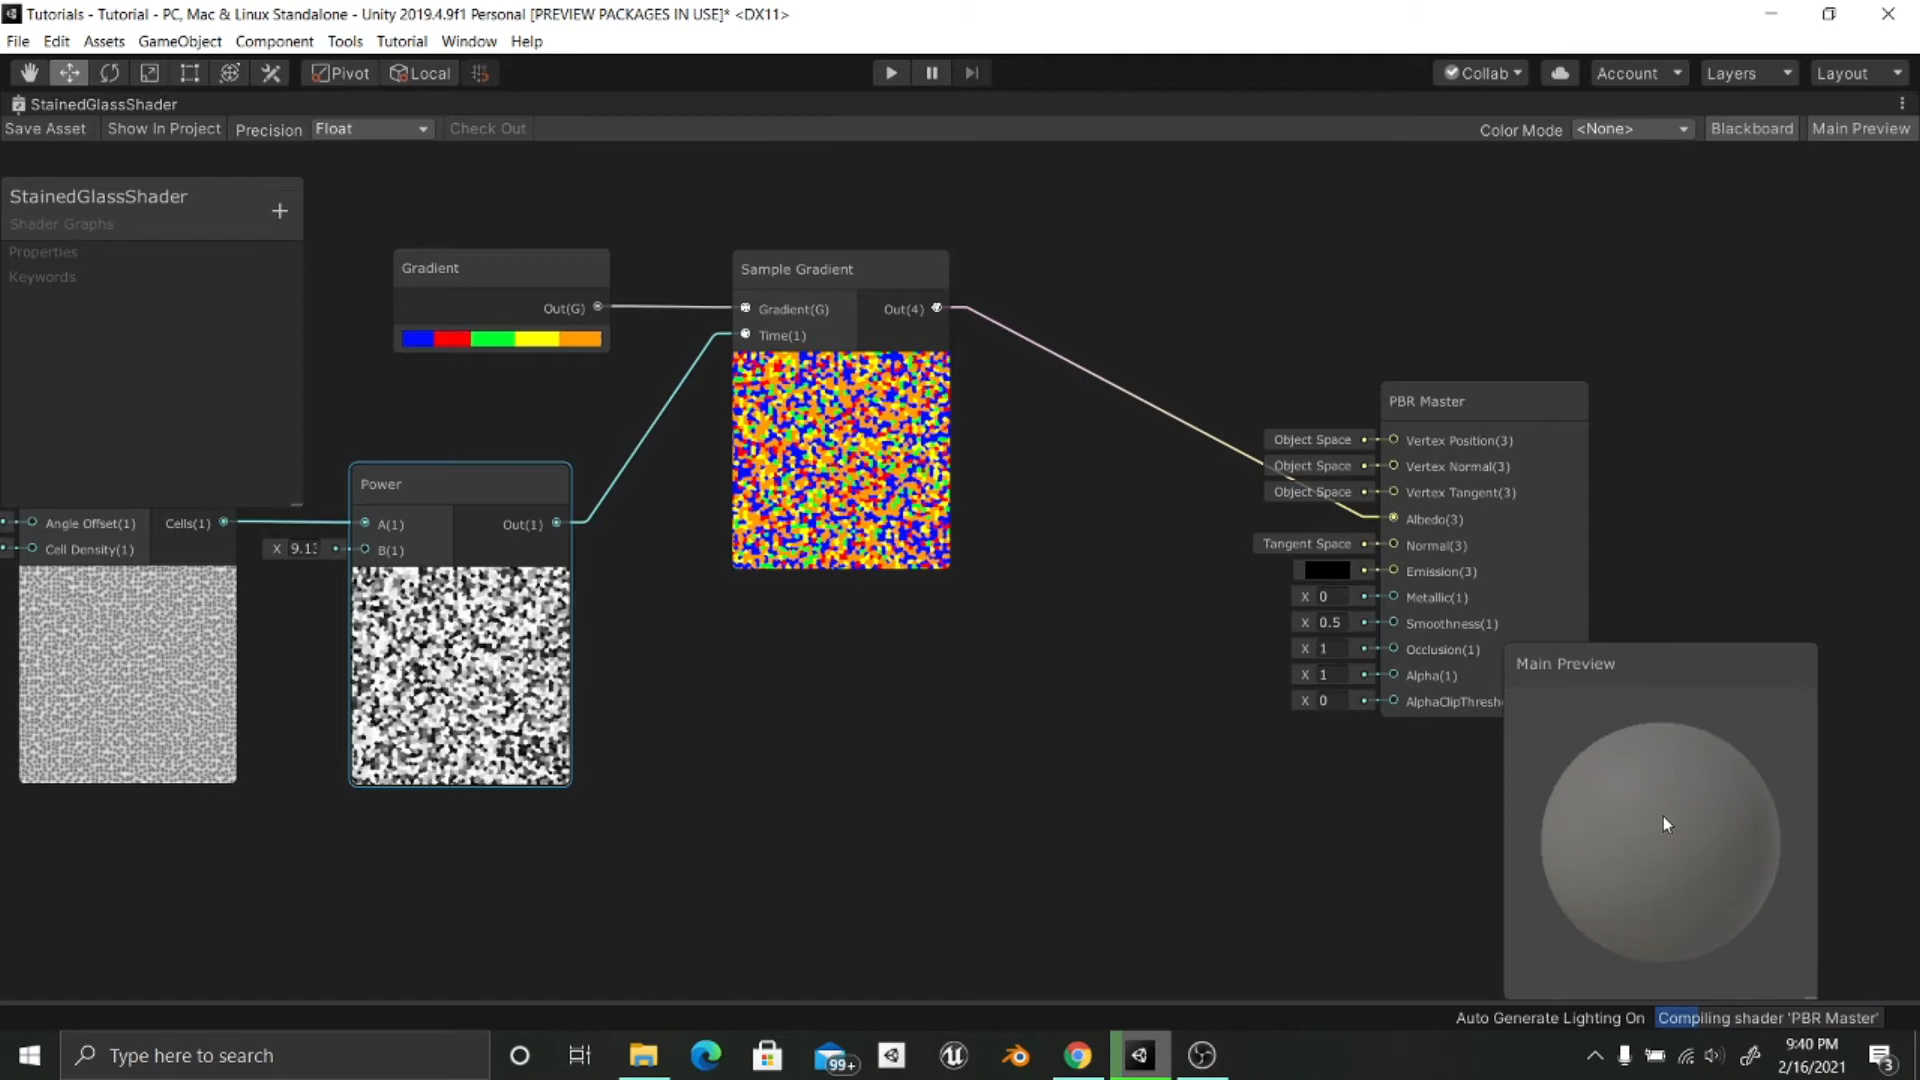 Tutorials - Tutorial - PC, Mac & Linux Standalone - Unity 2019.4.9f1 Personal [PREVIEW PACKAGES IN USE]* <DX11>
File Edit Assets GameObject Component Tools Tutorial Window Help
Pivot Local Collab Account Layers Layout
StainedGlassShader
Save Asset Show In Project Precision Float Check Out Color Mode <None> Blackboard Main Preview
StainedGlassShader
Shader Graphs
Properties
Keywords
Gradient
Out(G)
Sample Gradient
Gradient(G) Out(4)
Time(1)
Angle Offset(1) Cells(1)
Cell Density(1)
Power
A(1) Out(1)
X 9.13 B(1)
PBR Master
Object Space Vertex Position(3)
Object Space Vertex Normal(3)
Object Space Vertex Tangent(3)
Albedo(3)
Tangent Space Normal(3)
Emission(3)
X 0 Metallic(1)
X 0.5 Smoothness(1)
X 1 Occlusion(1)
X 1 Alpha(1)
X 0 AlphaClipThresh
Main Preview
Auto Generate Lighting On Compiling shader 'PBR Master'
Type here to search
99+
9:40 PM
2/16/2021
3